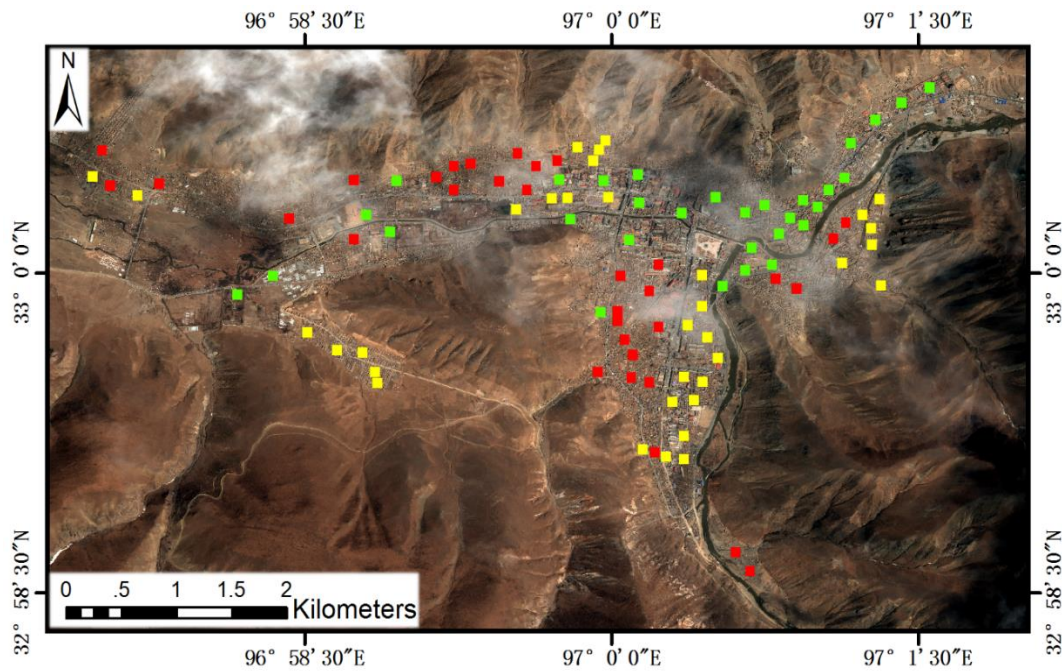 96° 58′ 30″E
97° 0′ 0″E
97° 1′ 30″E
N
33° 0′ 0″N
33° 0′ 0″N
32° 58′ 30″N
32° 58′ 30″N
0 .5 1 1.5 2
Kilometers
96° 58′ 30″E
97° 0′ 0″E
97° 1′ 30″E